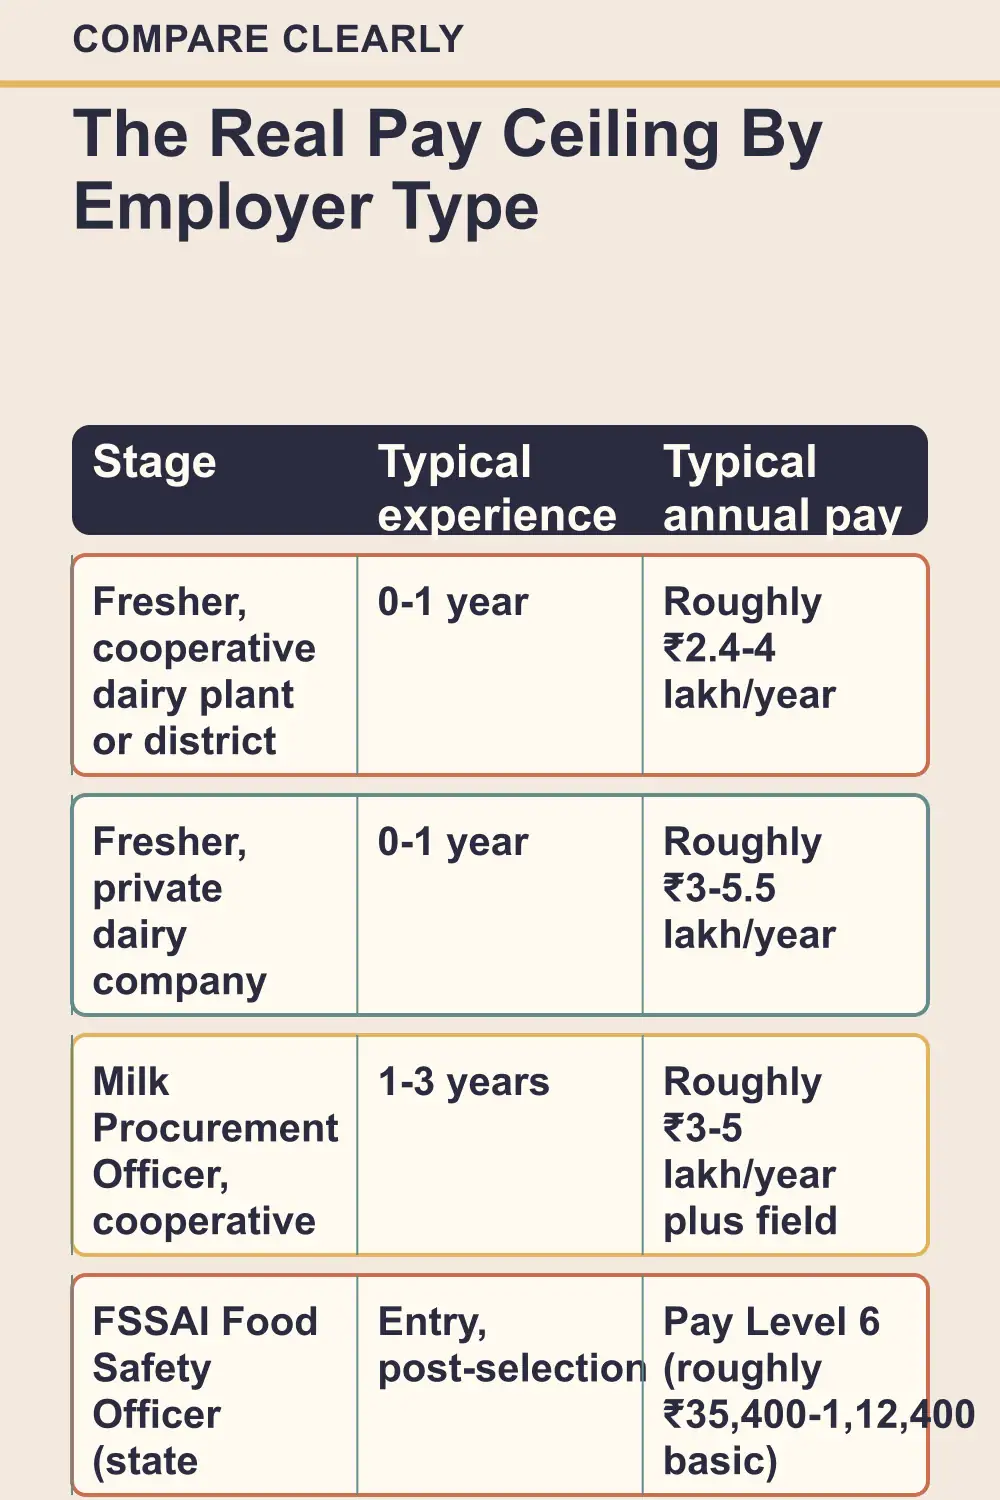 COMPARE CLEARLY
The Real Pay Ceiling By
Employer Type
Stage
Typical
experience
Typical
annual pay
Fresher,
cooperative
dairy plant
or district
0-1 year
Roughly
₹2.4-4
lakh/year
Fresher,
private
dairy
company
0-1 year
Roughly
₹3-5.5
lakh/year
Milk
Procurement
Officer,
cooperative
1-3 years
Roughly
₹3-5
lakh/year
plus field
FSSAI Food
Safety
Officer
(state
Entry,
post-selection
Pay Level 6
(roughly
₹35,400-1,12,400
basic)